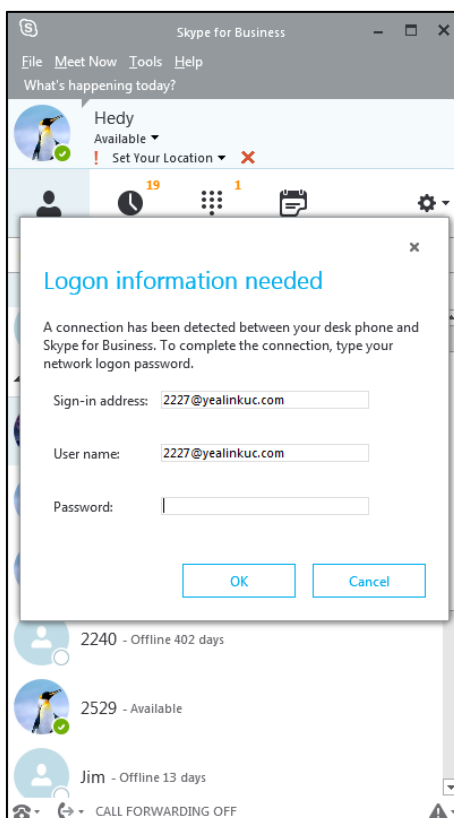 Skype for Business
File Meet Now Tools Help
What's happening today?
Hedy
Available
! Set Your Location
19
1
Logon information needed
A connection has been detected between your desk phone and
Skype for Business. To complete the connection, type your
network logon password.
Sign-in address: 2227@yealinkuc.com
User name: 2227@yealinkuc.com
Password:
OK Cancel
2240 - Offline 402 days
2529 - Available
Jim - Offline 13 days
CALL FORWARDING OFF